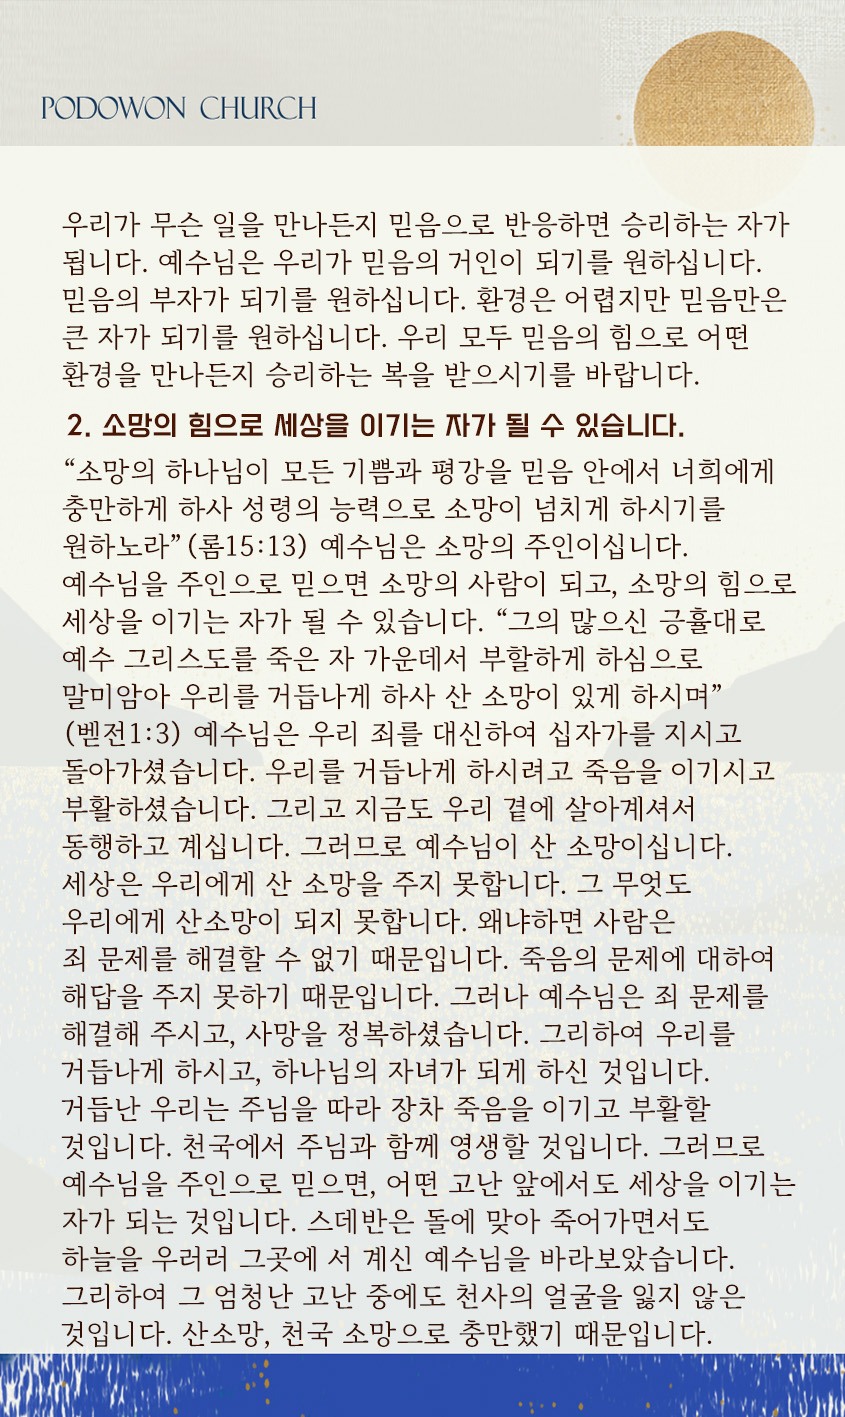 PODOWON CHURCH
우리가 무슨 일을 만나든지 믿음으로 반응하면 승리하는 자가
됩니다. 예수님은 우리가 믿음의 거인이 되기를 원하십니다.
믿음의 부자가 되기를 원하십니다. 환경은 어렵지만 믿음만은
큰 자가 되기를 원하십니다. 우리 모두 믿음의 힘으로 어떤
환경을 만나든지 승리하는 복을 받으시기를 바랍니다.
2. 소망의 힘으로 세상을 이기는 자가 될 수 있습니다.
“소망의 하나님이 모든 기쁨과 평강을 믿음 안에서 너희에게
충만하게 하사 성령의 능력으로 소망이 넘치게 하시기를
원하노라”(롬15:13) 예수님은 소망의 주인이십니다.
예수님을 주인으로 믿으면 소망의 사람이 되고, 소망의 힘으로
세상을 이기는 자가 될 수 있습니다. “그의 많으신 긍휼대로
예수 그리스도를 죽은 자 가운데서 부활하게 하심으로
말미암아 우리를 거듭나게 하사 산 소망이 있게 하시며”
(벧전1:3) 예수님은 우리 죄를 대신하여 십자가를 지시고
돌아가셨습니다. 우리를 거듭나게 하시려고 죽음을 이기시고
부활하셨습니다. 그리고 지금도 우리 곁에 살아계셔서
동행하고 계십니다. 그러므로 예수님이 산 소망이십니다.
세상은 우리에게 산 소망을 주지 못합니다. 그 무엇도
우리에게 산소망이 되지 못합니다. 왜냐하면 사람은
죄 문제를 해결할 수 없기 때문입니다. 죽음의 문제에 대하여
해답을 주지 못하기 때문입니다. 그러나 예수님은 죄 문제를
해결해 주시고, 사망을 정복하셨습니다. 그리하여 우리를
거듭나게 하시고, 하나님의 자녀가 되게 하신 것입니다.
거듭난 우리는 주님을 따라 장차 죽음을 이기고 부활할
것입니다. 천국에서 주님과 함께 영생할 것입니다. 그러므로
예수님을 주인으로 믿으면, 어떤 고난 앞에서도 세상을 이기는
자가 되는 것입니다. 스데반은 돌에 맞아 죽어가면서도
하늘을 우러러 그곳에 서 계신 예수님을 바라보았습니다.
그리하여 그 엄청난 고난 중에도 천사의 얼굴을 잃지 않은
것입니다. 산소망, 천국 소망으로 충만했기 때문입니다.